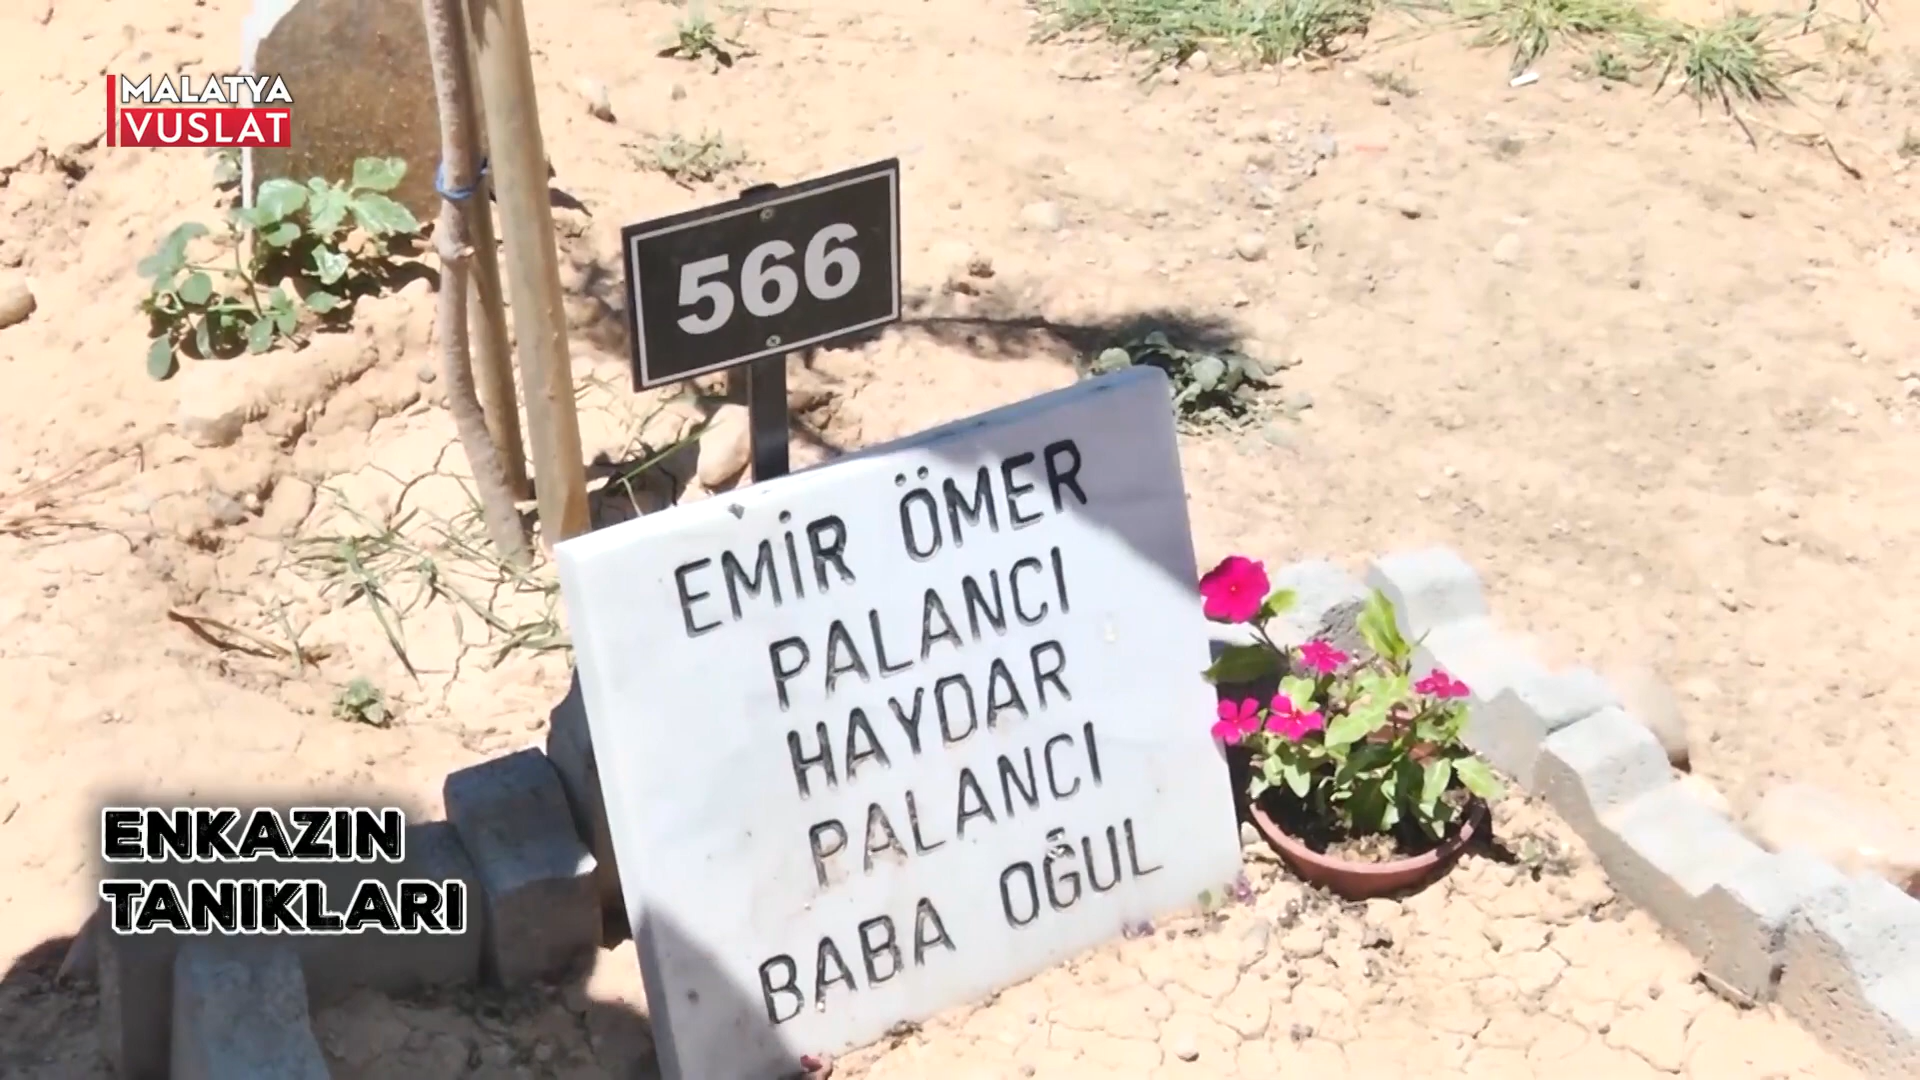 MALATYA
VUSLAT
566
EMİR ÖMER
PALANCI
HAYDAR
PALANCI
BABA OĞUL
ENKAZIN
TANIKLARI